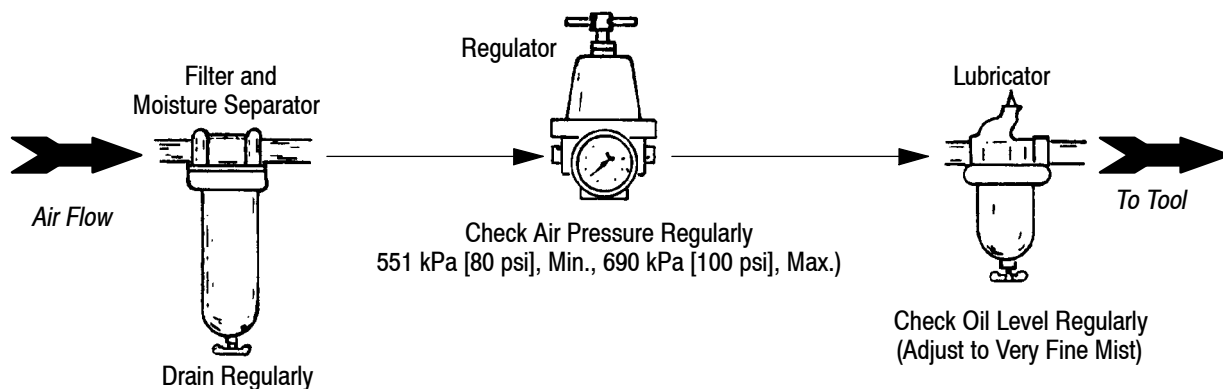 Regulator
Filter and
Moisture Separator
Lubricator
Air Flow
To Tool
Check Air Pressure Regularly
551 kPa [80 psi], Min., 690 kPa [100 psi], Max.)
Drain Regularly
Check Oil Level Regularly
(Adjust to Very Fine Mist)